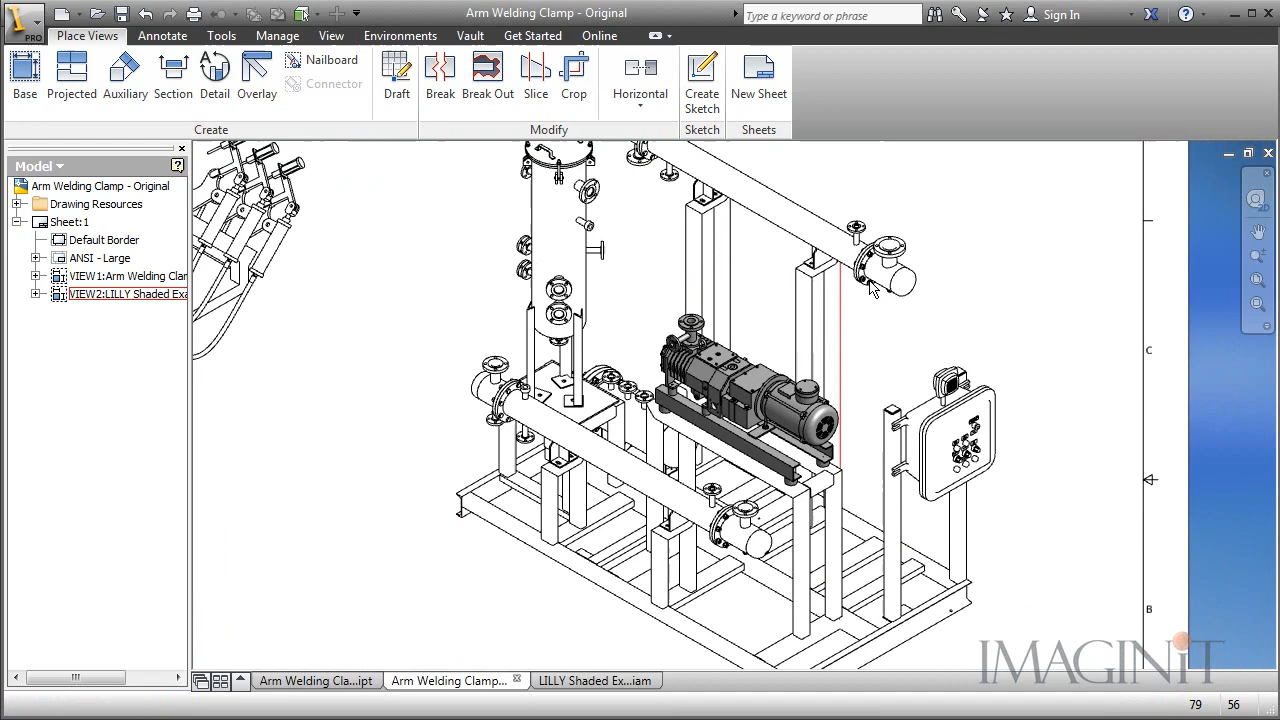 PRO
Arm Welding Clamp - Original
Type a keyword or phrase
Sign In
Place Views
Annotate
Tools
Manage
View
Environments
Vault
Get Started
Online
Base
Projected
Auxiliary
Section
Detail
Overlay
Nailboard
Connector
Draft
Break
Break Out
Slice
Crop
Horizontal
Create
Sketch
New Sheet
Create
Modify
Sketch
Sheets
Model
Arm Welding Clamp - Original
Drawing Resources
Sheet:1
Default Border
ANSI - Large
VIEW1:Arm Welding Clar
VIEW2:LILLY Shaded Exa
C
B
2D
IMAGINiT
Arm Welding Cla...ipt
Arm Welding Clamp...
LILLY Shaded Ex...iam
79
56